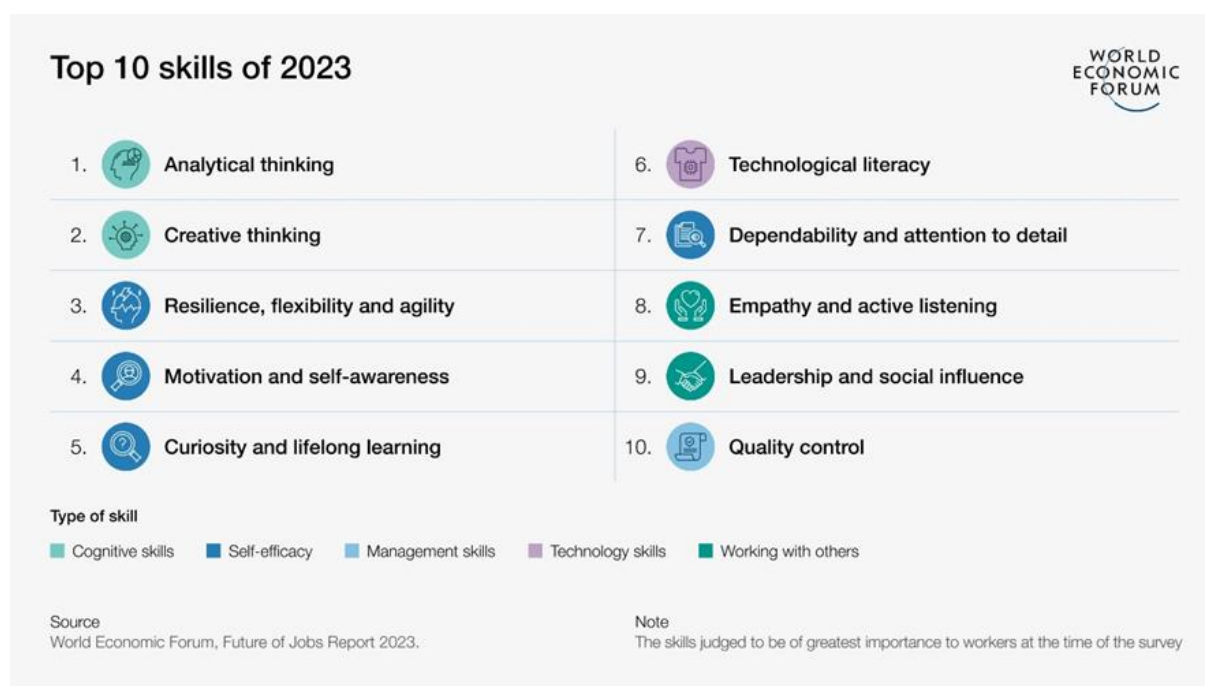 Top 10 skills of 2023
WORLD
ECONOMIC
FORUM
1. Analytical thinking
2. Creative thinking
3. Resilience, flexibility and agility
4. Motivation and self-awareness
5. Curiosity and lifelong learning
6. Technological literacy
7. Dependability and attention to detail
8. Empathy and active listening
9. Leadership and social influence
10. Quality control
Type of skill
Cognitive skills
Self-efficacy
Management skills
Technology skills
Working with others
Source
World Economic Forum, Future of Jobs Report 2023.
Note
The skills judged to be of greatest importance to workers at the time of the survey